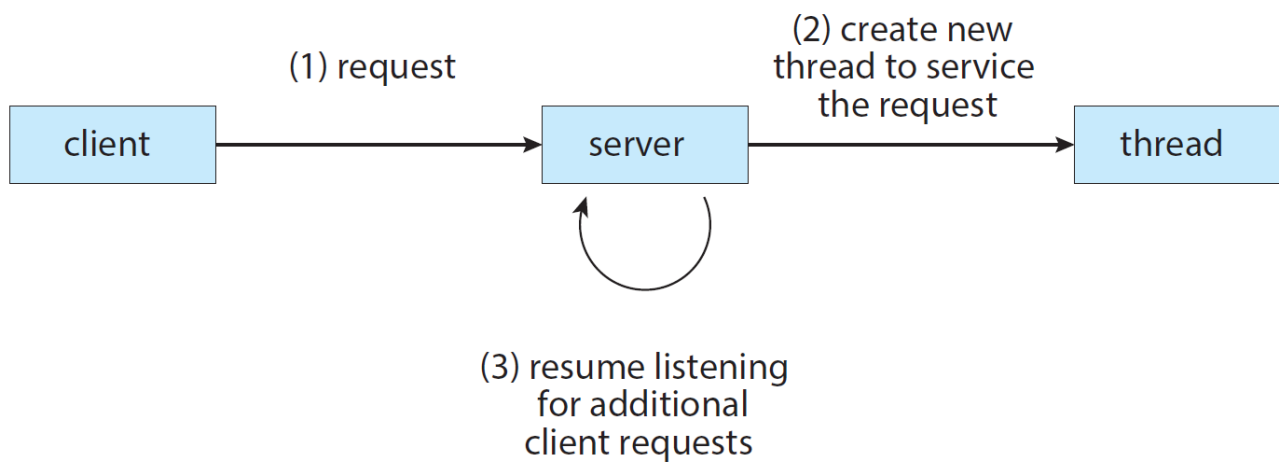 (1) request
(2) create new
thread to service
the request
client
server
thread
(3) resume listening
for additional
client requests